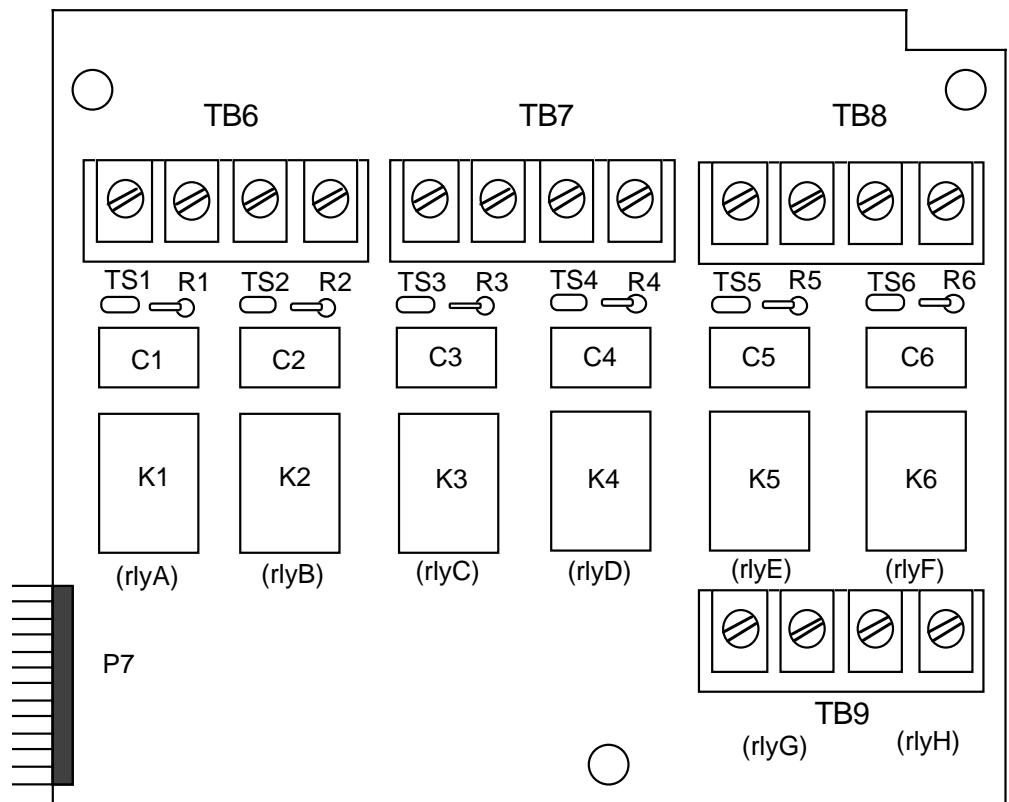 TB6 TB7 TB8
TS1 R1 TS2 R2 TS3 R3 TS4 R4 TS5 R5 TS6 R6
C1 C2 C3 C4 C5 C6
K1 K2 K3 K4 K5 K6
(rlyA) (rlyB) (rlyC) (rlyD) (rlyE) (rlyF)
P7
TB9
(rlyG) (rlyH)